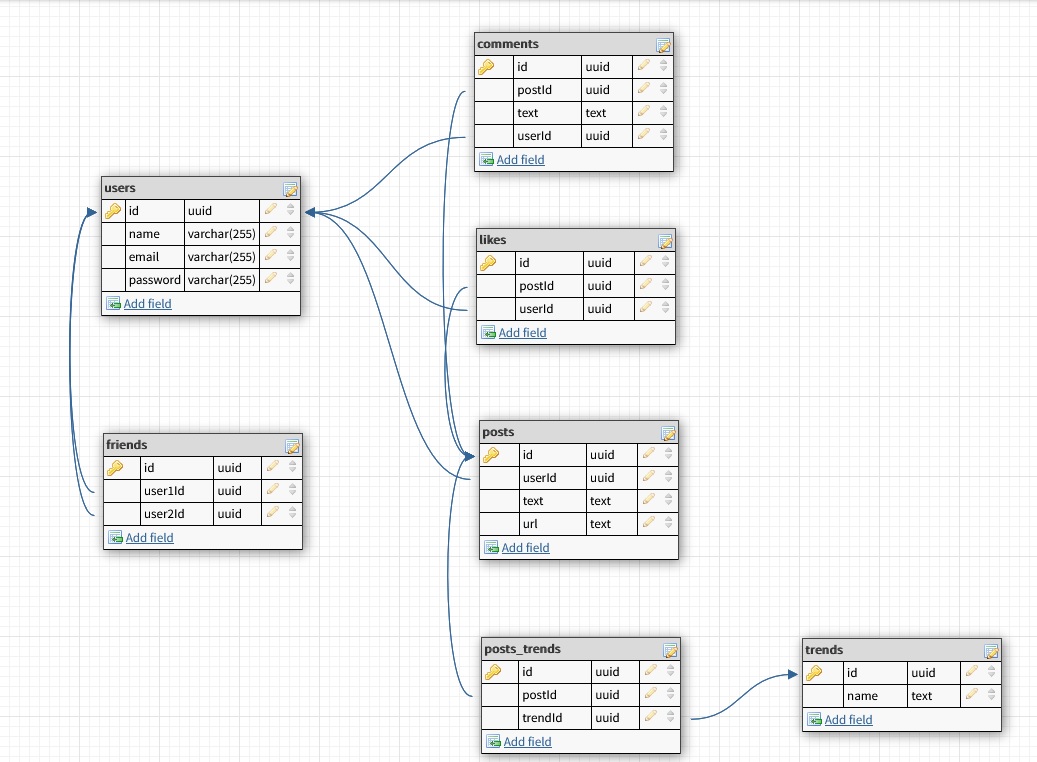 comments
id uuid
postId uuid
text text
userId uuid
Add field
users
id uuid
name varchar(255)
email varchar(255)
password varchar(255)
Add field
likes
id uuid
postId uuid
userId uuid
Add field
friends
id uuid
user1Id uuid
user2Id uuid
Add field
posts
id uuid
userId uuid
text text
url text
Add field
posts_trends
id uuid
postId uuid
trendId uuid
Add field
trends
id uuid
name text
Add field